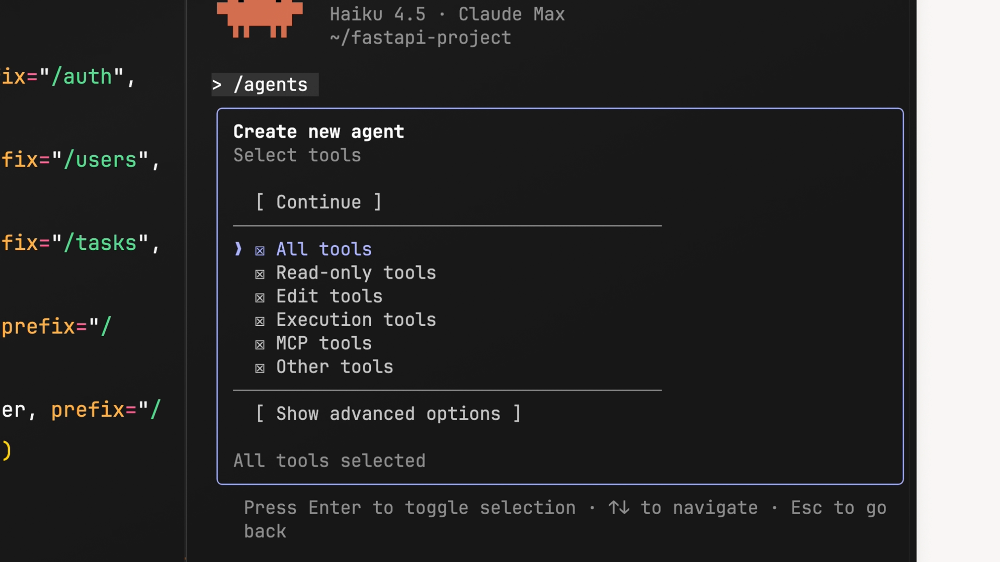 ix="/auth",
fix="/users",
fix="/tasks",
prefix="/
er, prefix="/
)
Haiku 4.5 · Claude Max
~/fastapi-project
> /agents
Create new agent
Select tools
[ Continue ]
❯ ☒ All tools
☒ Read-only tools
☒ Edit tools
☒ Execution tools
☒ MCP tools
☒ Other tools
[ Show advanced options ]
All tools selected
Press Enter to toggle selection · ↑↓ to navigate · Esc to go
back